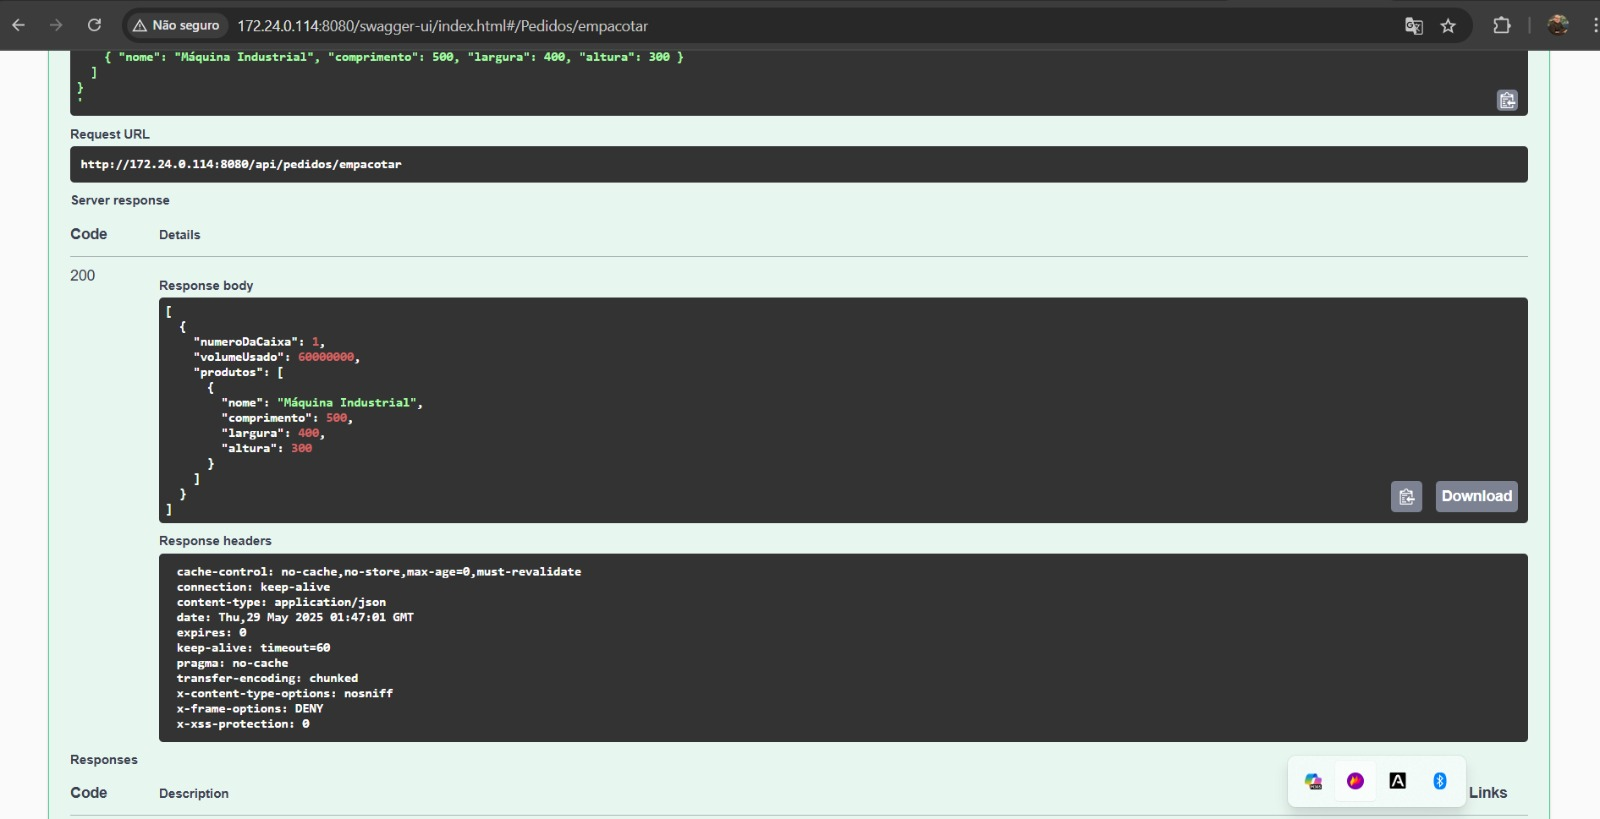 Não seguro
172.24.0.114:8080/swagger-ui/index.html#/Pedidos/empacotar
{ "nome": "Máquina Industrial", "comprimento": 500, "largura": 400, "altura": 300 }
]
}
'
Request URL
http://172.24.0.114:8080/api/pedidos/empacotar
Server response
Code Details
200
Response body
[
{
"numeroDaCaixa": 1,
"volumeUsado": 60000000,
"produtos": [
{
"nome": "Máquina Industrial",
"comprimento": 500,
"largura": 400,
"altura": 300
}
]
}
]
Download
Response headers
cache-control: no-cache,no-store,max-age=0,must-revalidate
connection: keep-alive
content-type: application/json
date: Thu,29 May 2025 01:47:01 GMT
expires: 0
keep-alive: timeout=60
pragma: no-cache
transfer-encoding: chunked
x-content-type-options: nosniff
x-frame-options: DENY
x-xss-protection: 0
Responses
Code Description Links